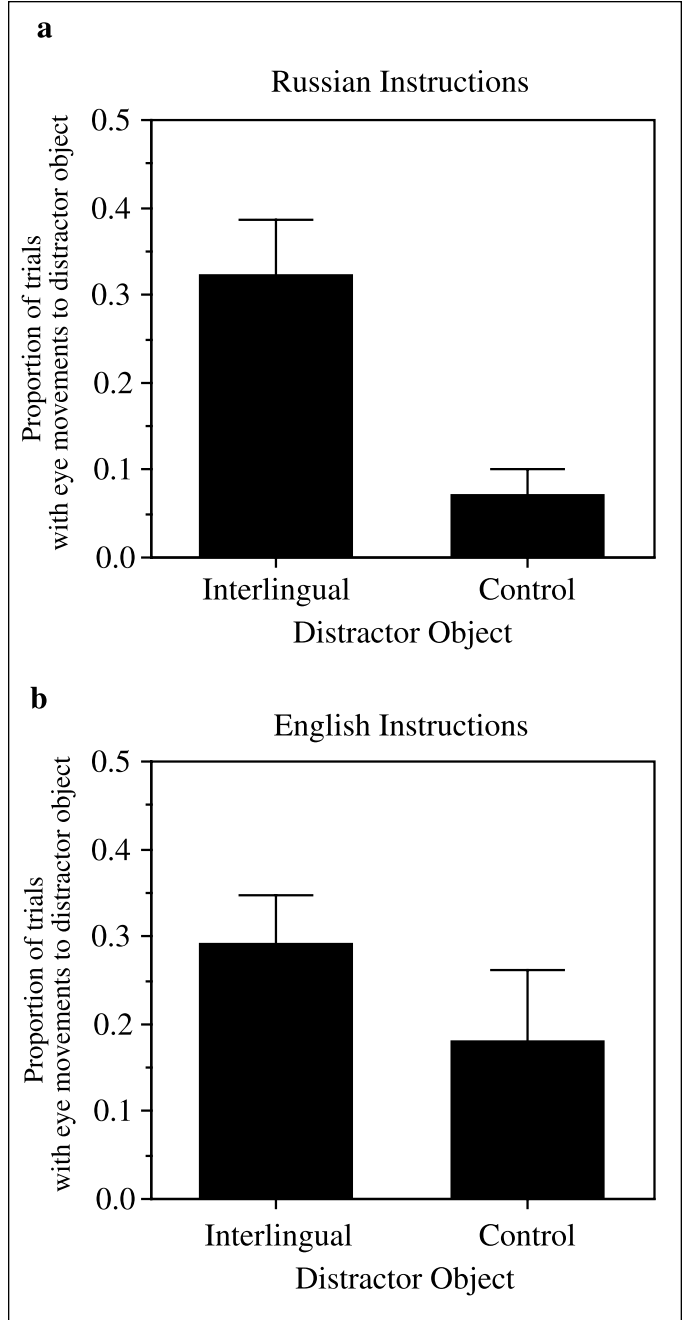 a
Russian Instructions
Proportion of trials
with eye movements to distractor object
0.5
0.4
0.3
0.2
0.1
0.0
Interlingual Control
Distractor Object
b
English Instructions
Proportion of trials
with eye movements to distractor object
0.5
0.4
0.3
0.2
0.1
0.0
Interlingual Control
Distractor Object